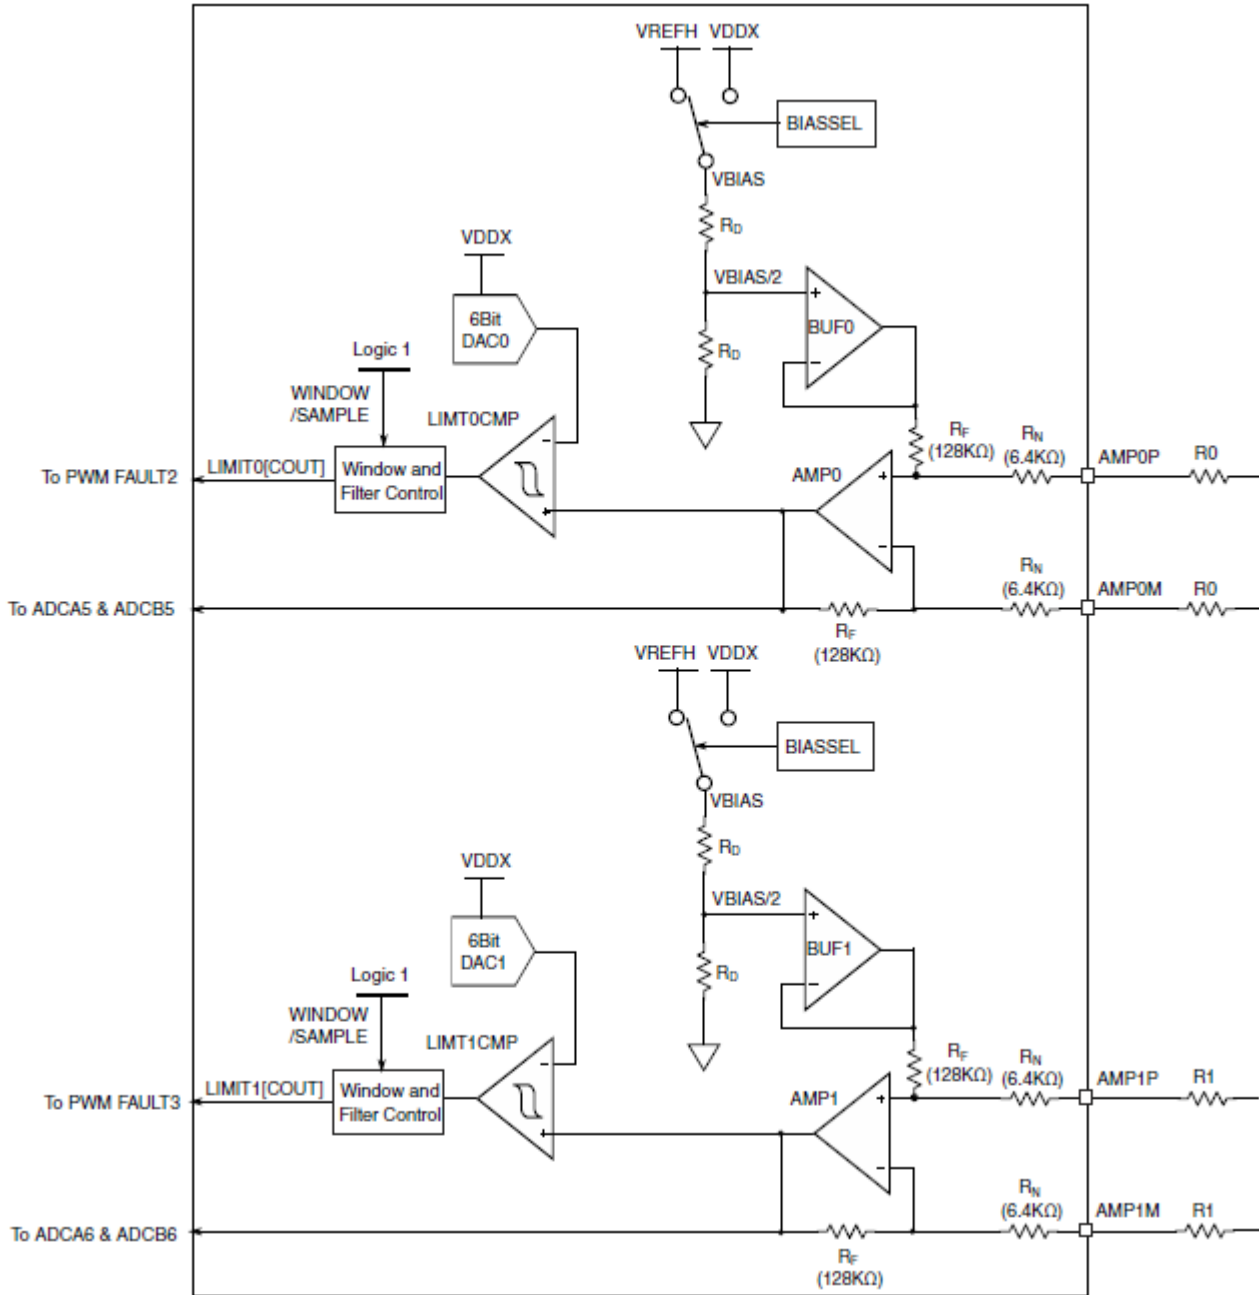 VREFH VDDX
BIASSEL
VBIAS
RD
VDDX
VBIAS/2
6Bit
DAC0
BUF0
RD
Logic 1
WINDOW
/SAMPLE
LIMT0CMP
RF
(128KΩ)
RN
(6.4KΩ)
AMP0P R0
AMP0
To PWM FAULT2
LIMIT0[COUT]
Window and
Filter Control
RN
(6.4KΩ)
AMP0M R0
To ADCA5 & ADCB5
RF
(128KΩ)
VREFH VDDX
BIASSEL
VBIAS
RD
VDDX
VBIAS/2
6Bit
DAC1
BUF1
RD
Logic 1
WINDOW
/SAMPLE
LIMT1CMP
RF
(128KΩ)
RN
(6.4KΩ)
AMP1P R1
AMP1
To PWM FAULT3
LIMIT1[COUT]
Window and
Filter Control
RN
(6.4KΩ)
AMP1M R1
To ADCA6 & ADCB6
RF
(128KΩ)